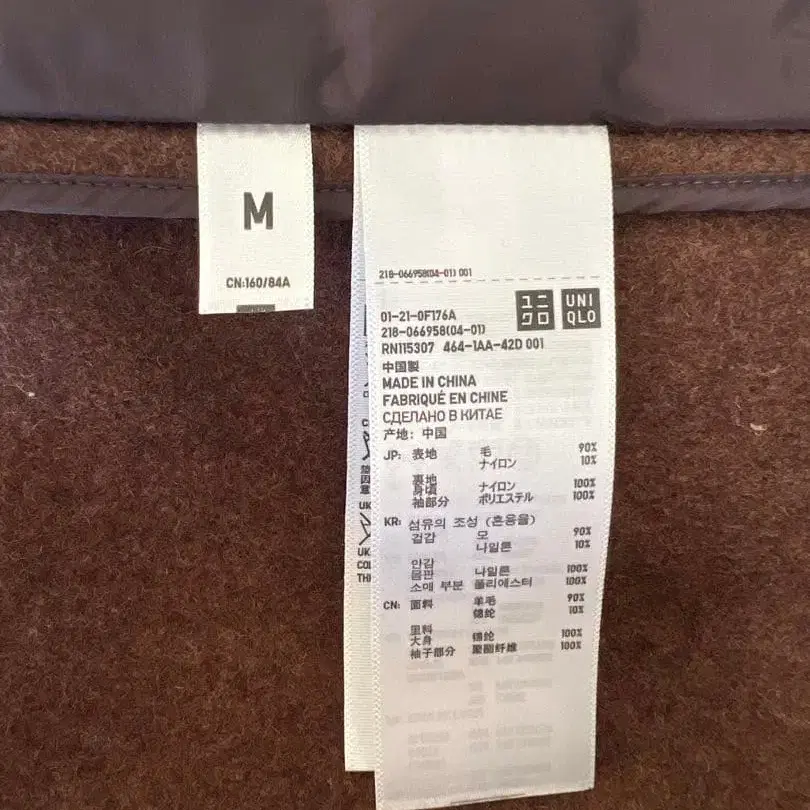 M
CN:160/84A
218-066958(04-01) 001
01-21-0F176A
218-066958(04-01)
RN115307 464-1AA-42D 001
ユニクロ
UNIQLO
中国製
MADE IN CHINA
FABRIQUÉ EN CHINE
СДЕЛАНО В КИТАЕ
产地: 中国
JP: 表地 毛 90%
ナイロン 10%
裏地
身頃 ナイロン 100%
袖部分 ポリエステル 100%
KR: 섬유의 조성 (혼용율)
겉감 모 90%
나일론 10%
안감
몸판 나일론 100%
소매 부분 폴리에스터 100%
CN: 面料 羊毛 90%
锦纶 10%
里料
大身 锦纶 100%
袖子部分 聚酯纤维 100%
UK
UK
COL